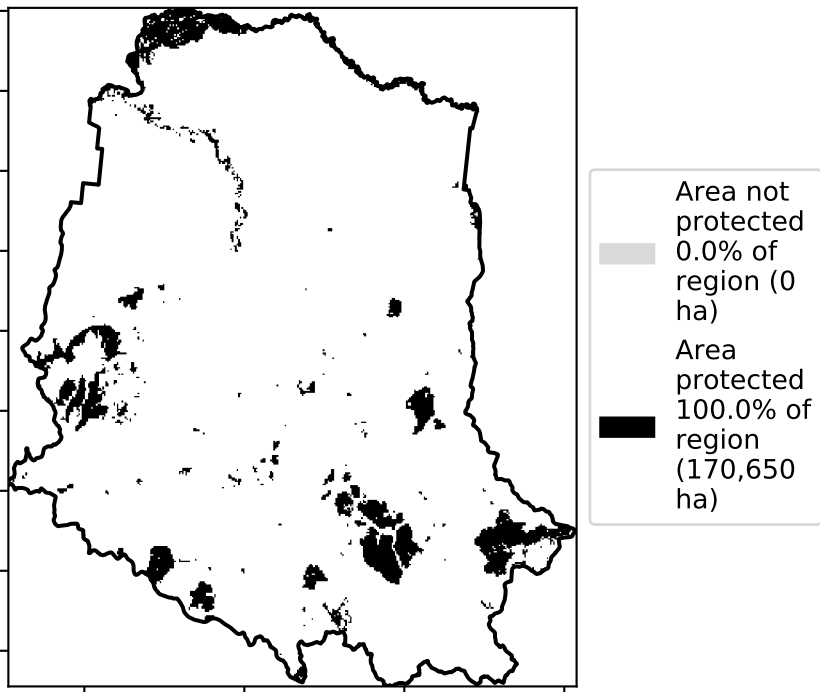 Area not
protected
0.0% of
region (0
ha)
Area
protected
100.0% of
region
(170,650
ha)